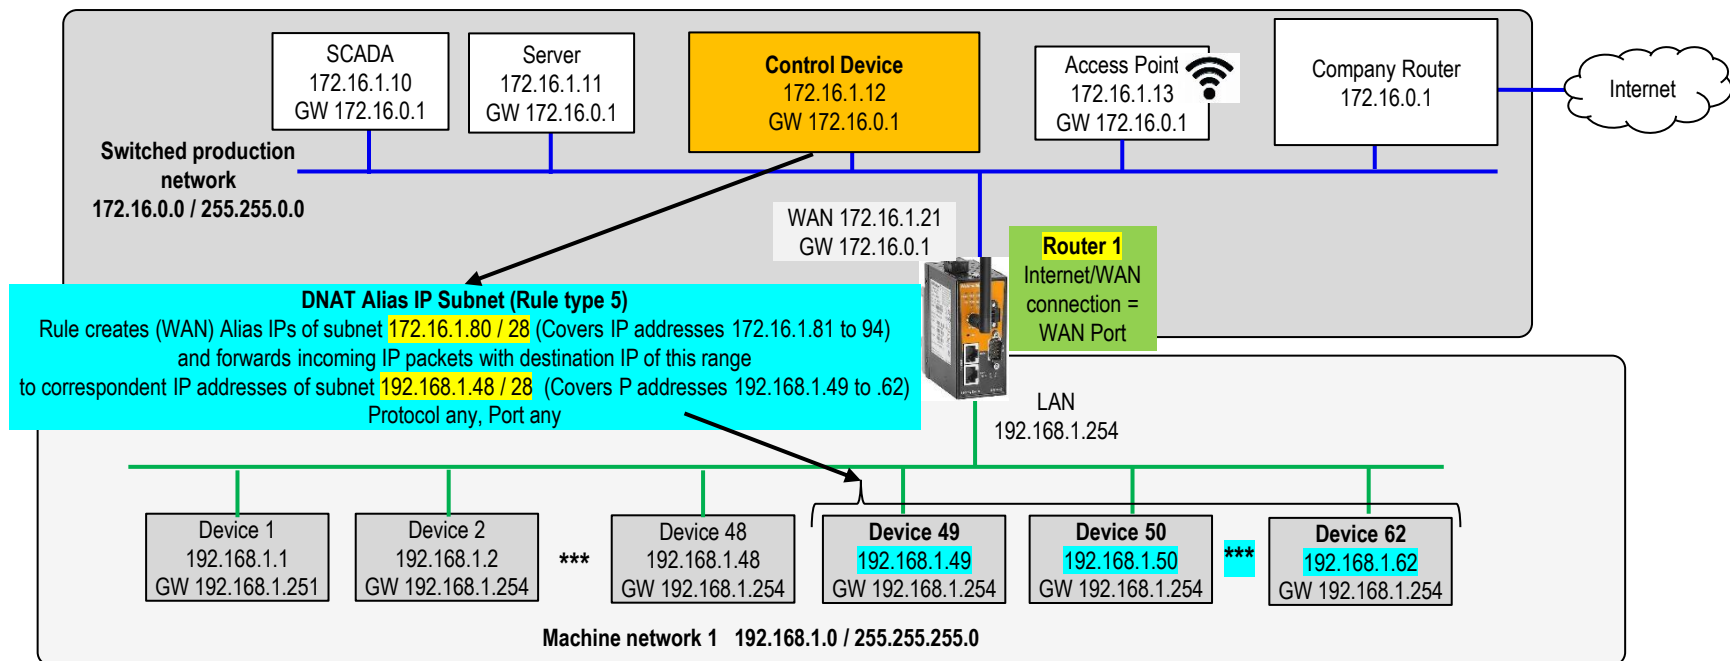 SCADA
172.16.1.10
GW 172.16.0.1
Server
172.16.1.11
GW 172.16.0.1
Control Device
172.16.1.12
GW 172.16.0.1
Access Point
172.16.1.13
GW 172.16.0.1
Company Router
172.16.0.1
Internet
Switched production
network
172.16.0.0 / 255.255.0.0
WAN 172.16.1.21
GW 172.16.0.1
Router 1
Internet/WAN
connection =
WAN Port
DNAT Alias IP Subnet (Rule type 5)
Rule creates (WAN) Alias IPs of subnet 172.16.1.80 / 28 (Covers IP addresses 172.16.1.81 to 94)
and forwards incoming IP packets with destination IP of this range
to correspondent IP addresses of subnet 192.168.1.48 / 28 (Covers P addresses 192.168.1.49 to .62)
Protocol any, Port any
LAN
192.168.1.254
Device 1
192.168.1.1
GW 192.168.1.251
Device 2
192.168.1.2
GW 192.168.1.254
***
Device 48
192.168.1.48
GW 192.168.1.254
Device 49
192.168.1.49
GW 192.168.1.254
Device 50
192.168.1.50
GW 192.168.1.254
***
Device 62
192.168.1.62
GW 192.168.1.254
Machine network 1 192.168.1.0 / 255.255.255.0